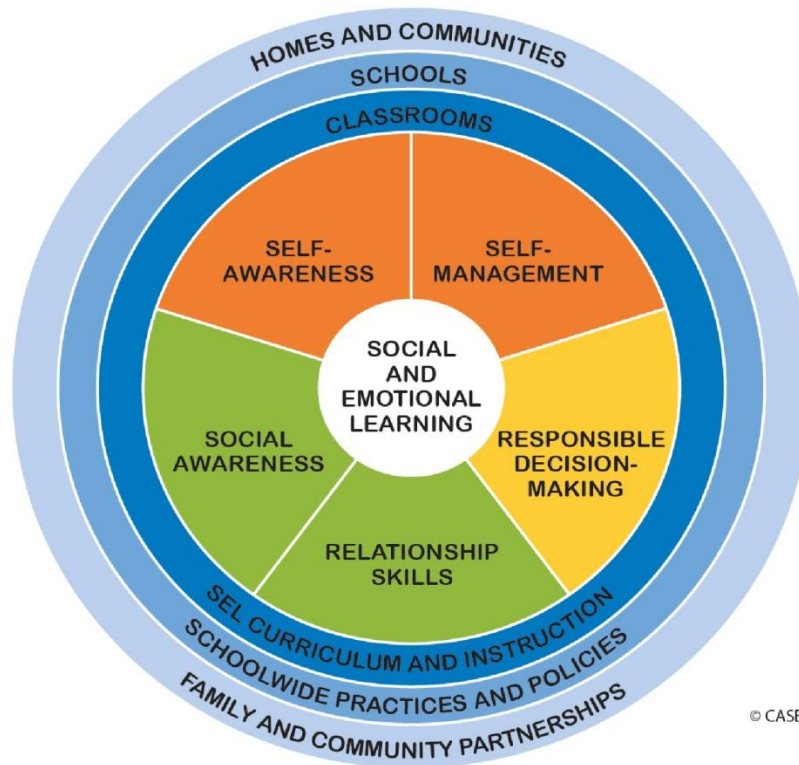 HOMES AND COMMUNITIES
SCHOOLS
CLASSROOMS
SELF-
AWARENESS
SELF-
MANAGEMENT
SOCIAL
AND
EMOTIONAL
LEARNING
SOCIAL
AWARENESS
RESPONSIBLE
DECISION-
MAKING
RELATIONSHIP
SKILLS
SEL CURRICULUM AND INSTRUCTION
SCHOOLWIDE PRACTICES AND POLICIES
FAMILY AND COMMUNITY PARTNERSHIPS
© CASE